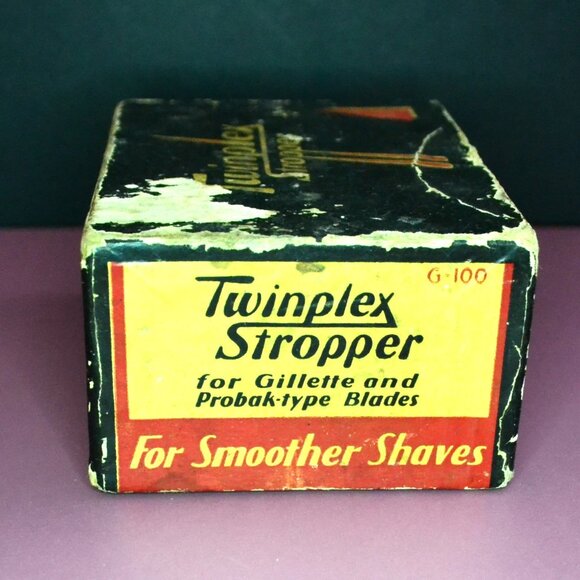 Twinplex
Stropper
G-100
Twinplex
Stropper
for Gillette and
Probak-type Blades
For Smoother Shaves